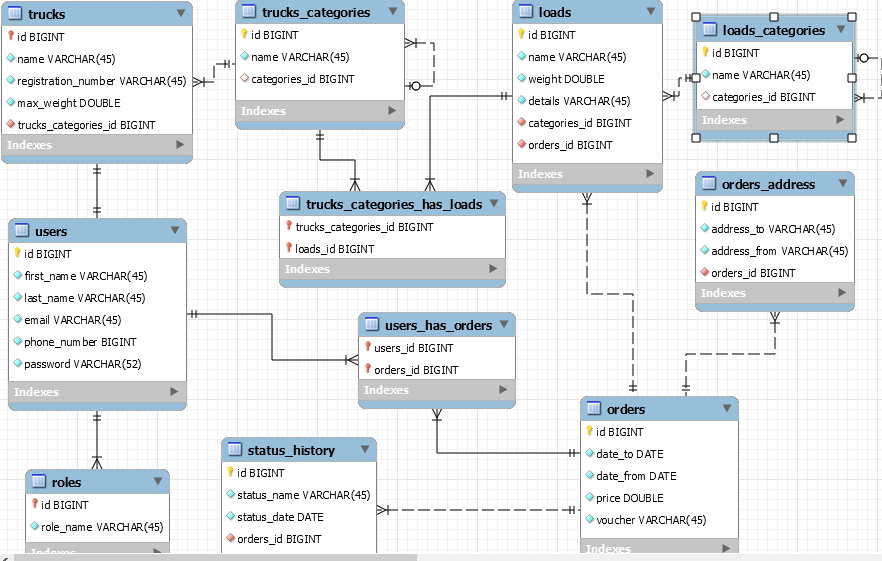 trucks
id BIGINT
name VARCHAR(45)
registration_number VARCHAR(45)
max_weight DOUBLE
trucks_categories_id BIGINT
Indexes
trucks_categories
id BIGINT
name VARCHAR(45)
categories_id BIGINT
Indexes
loads
id BIGINT
name VARCHAR(45)
weight DOUBLE
details VARCHAR(45)
categories_id BIGINT
orders_id BIGINT
Indexes
loads_categories
id BIGINT
name VARCHAR(45)
categories_id BIGINT
Indexes
trucks_categories_has_loads
trucks_categories_id BIGINT
loads_id BIGINT
Indexes
orders_address
id BIGINT
address_to VARCHAR(45)
address_from VARCHAR(45)
orders_id BIGINT
Indexes
users
id BIGINT
first_name VARCHAR(45)
last_name VARCHAR(45)
email VARCHAR(45)
phone_number BIGINT
password VARCHAR(52)
Indexes
users_has_orders
users_id BIGINT
orders_id BIGINT
Indexes
orders
id BIGINT
date_to DATE
date_from DATE
price DOUBLE
voucher VARCHAR(45)
Indexes
status_history
id BIGINT
status_name VARCHAR(45)
status_date DATE
orders_id BIGINT
roles
id BIGINT
role_name VARCHAR(45)
Indexes